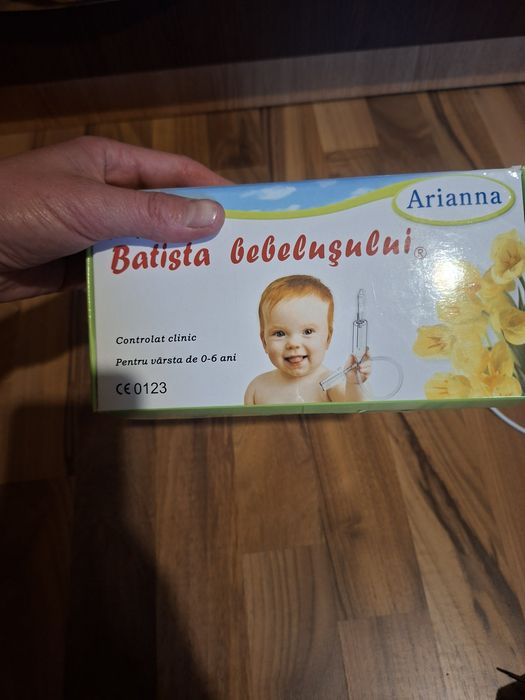 Arianna
Batista bebelușului®
Controlat clinic
Pentru vârsta de 0-6 ani
CE 0123